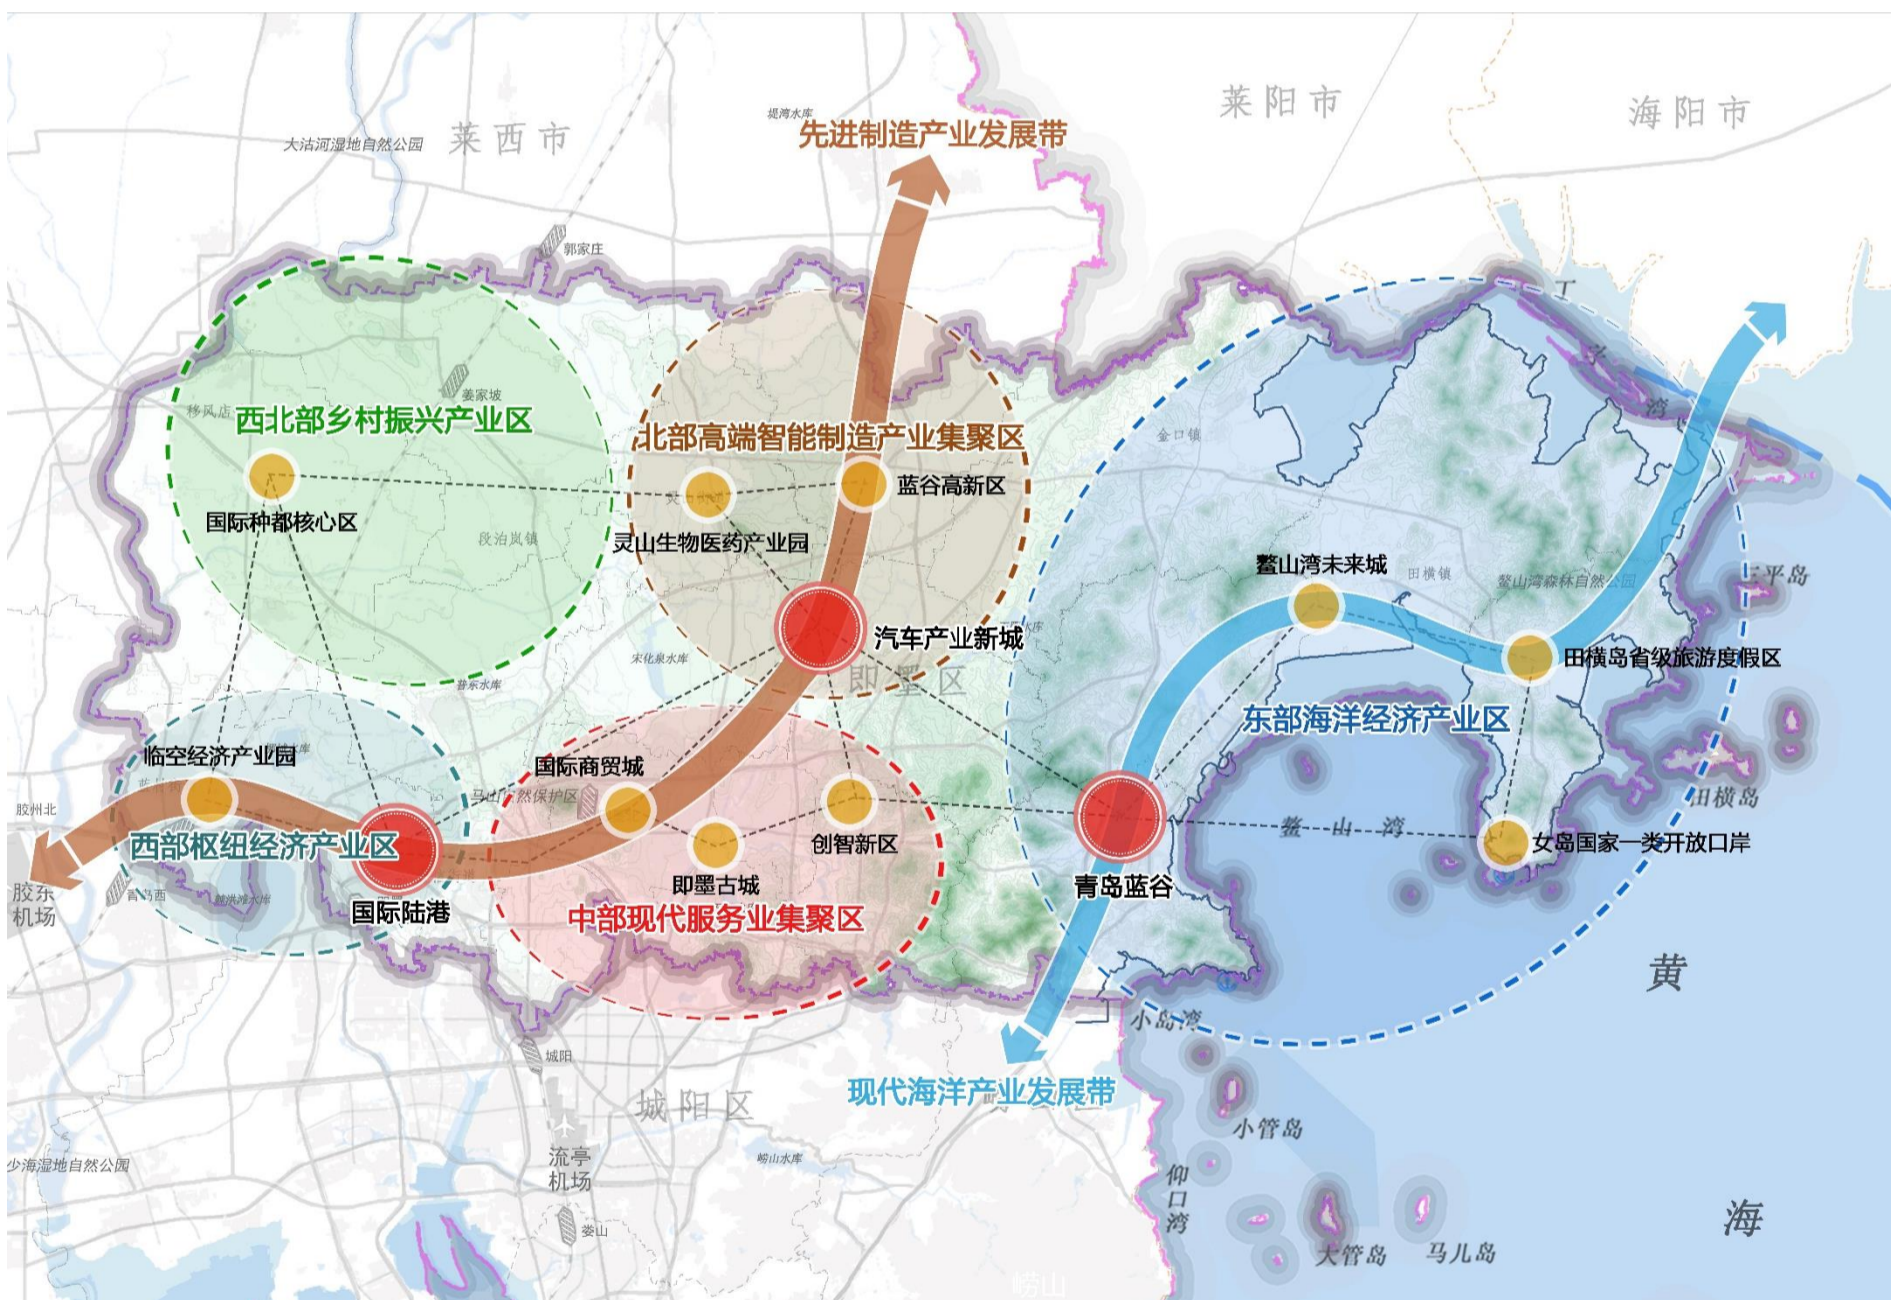 莱阳市
海阳市
堤湾水库
先进制造产业发展带
大沽河湿地自然公园
莱西市
郭家庄
丁
字
湾
姜家坡
移风店
西北部乡村振兴产业区
北部高端智能制造产业集聚区
金口镇
蓝谷高新区
国际种都核心区
段泊岚镇
灵山生物医药产业园
鳌山湾未来城
田横镇
鳌山湾森林自然公园
三平岛
汽车产业新城
宋化泉水库
即墨区
普东水库
田横岛省级旅游度假区
东部海洋经济产业区
临空经济产业园
国际商贸城
马山自然保护区
田横岛
胶州北
西部枢纽经济产业区
创智新区
鳌山湾
女岛国家一类开放口岸
即墨古城
青岛蓝谷
胶东
机场
青岛西
国际陆港
中部现代服务业集聚区
黄
海
小岛湾
城阳
现代海洋产业发展带
城阳区
小管岛
流亭
机场
崂山水库
少海湿地自然公园
仰口湾
娄山
大管岛
马儿岛
崂山